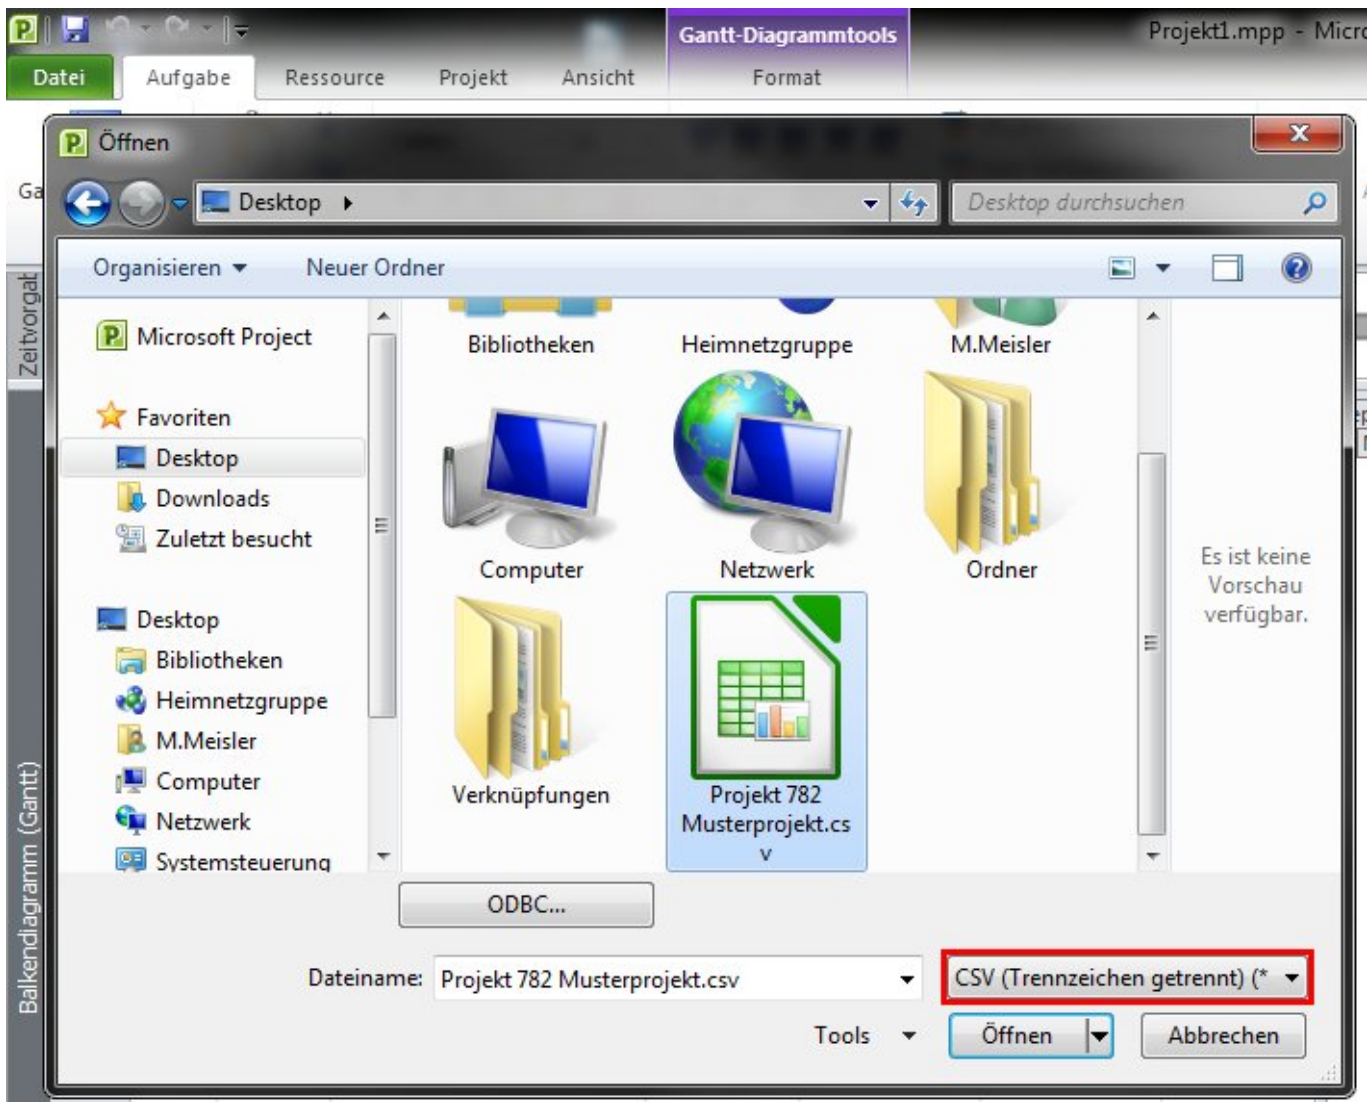 Gantt-Diagrammtools
Projekt1.mpp - Micro
Datei Aufgabe Ressource Projekt Ansicht Format
Öffnen
Desktop
Desktop durchsuchen
Organisieren Neuer Ordner
Microsoft Project
Favoriten
Desktop
Downloads
Zuletzt besucht
Desktop
Bibliotheken
Heimnetzgruppe
M.Meisler
Computer
Netzwerk
Systemsteuerung
Bibliotheken Heimnetzgruppe M.Meisler
Computer Netzwerk Ordner
Verknüpfungen
Projekt 782
Musterprojekt.cs
v
Es ist keine
Vorschau
verfügbar.
ODBC...
Dateiname: Projekt 782 Musterprojekt.csv
CSV (Trennzeichen getrennt) (*
Tools Öffnen Abbrechen
Ga
Zeitvorgab
Balkendiagramm (Gantt)